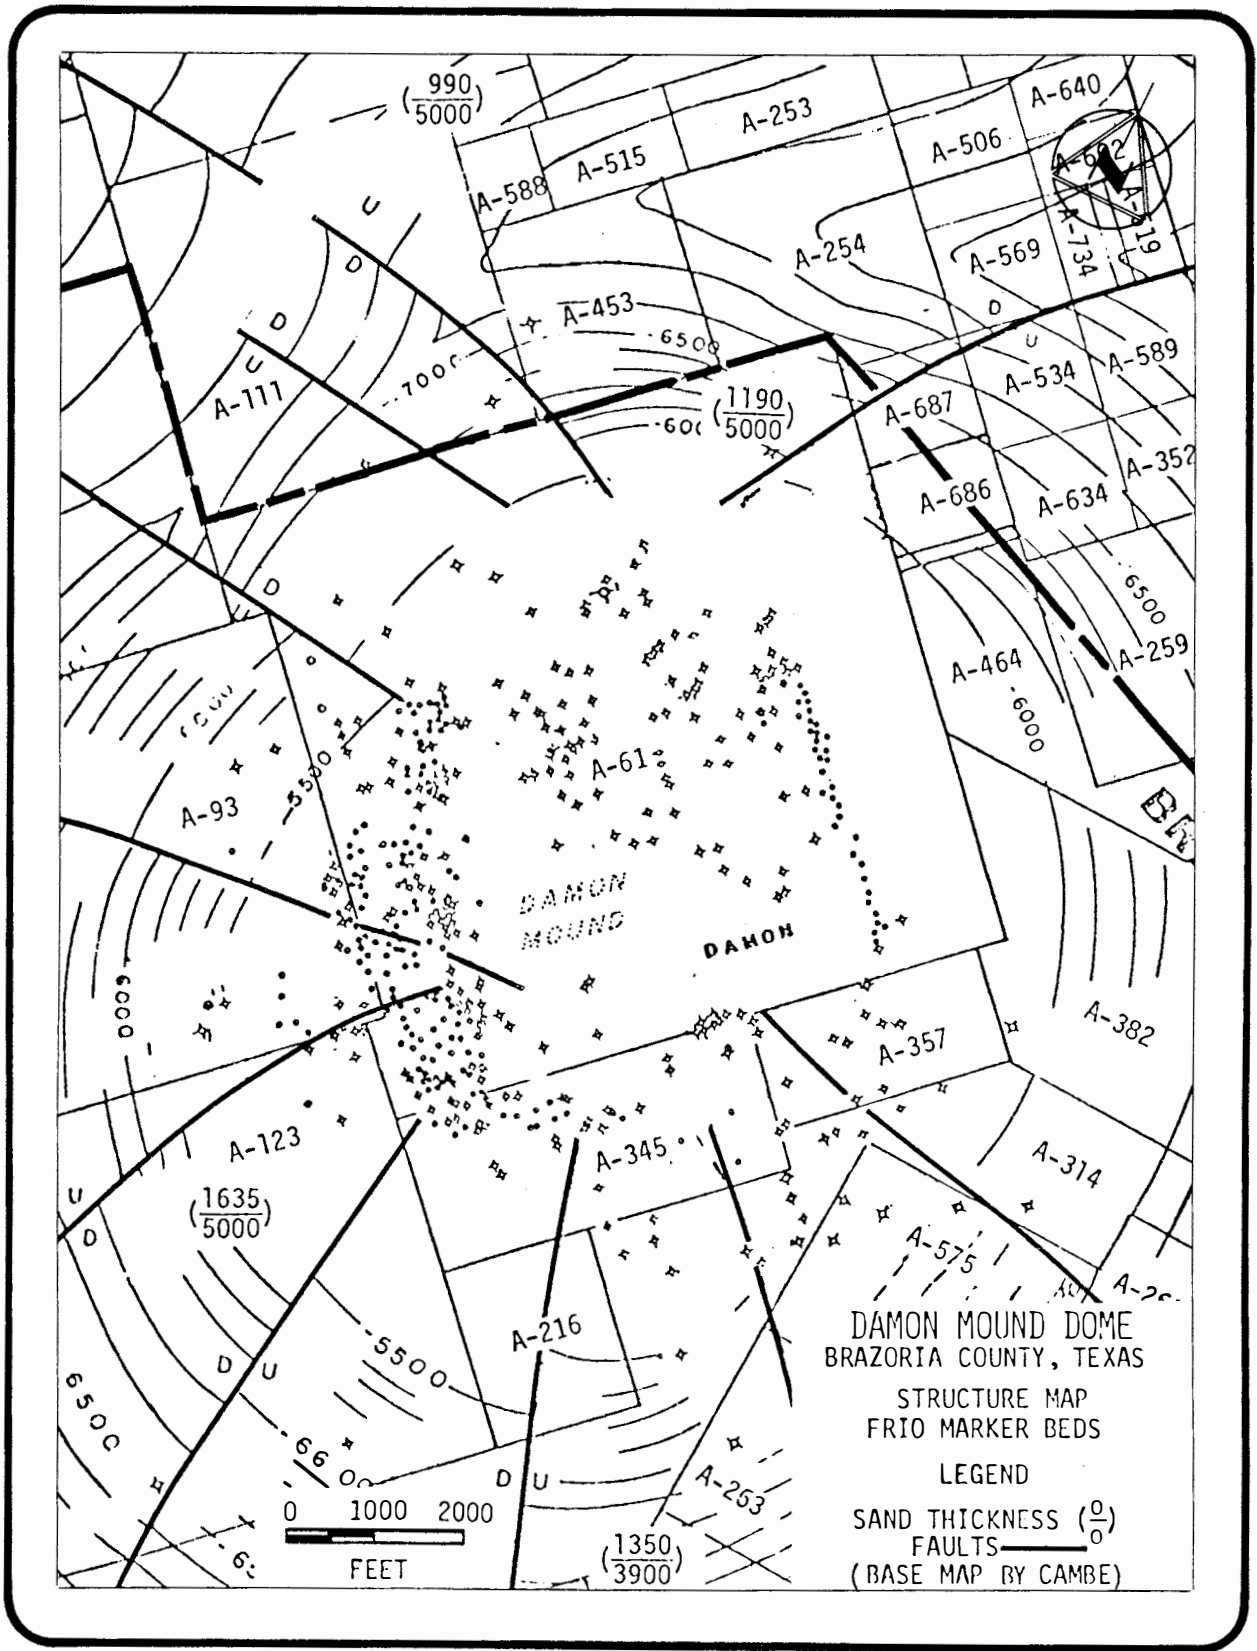 990
5000
A-640
A-253
A-506
A-515
A-588
A-692
A-719
A-734
A-254
A-569
U
D
A-453
D
D
U
U
-6500
A-589
A-534
-7000
A-111
1190
5000
A-687
A-352
A-686
A-634
D
6500
A-464
A-259
-6000
-5500
A-61
A-93
DAMON
MOUND
DAMON
6000
A-382
A-357
A-123
A-345
A-314
U
1635
5000
D
A-575
A-216
-5500
D U
6500
-6600
D U
A-253
0 1000 2000
FEET
1350
3900
DAMON MOUND DOME
BRAZORIA COUNTY, TEXAS
STRUCTURE MAP
FRIO MARKER BEDS
LEGEND
SAND THICKNESS (0/0)
FAULTS
(BASE MAP BY CAMBE)